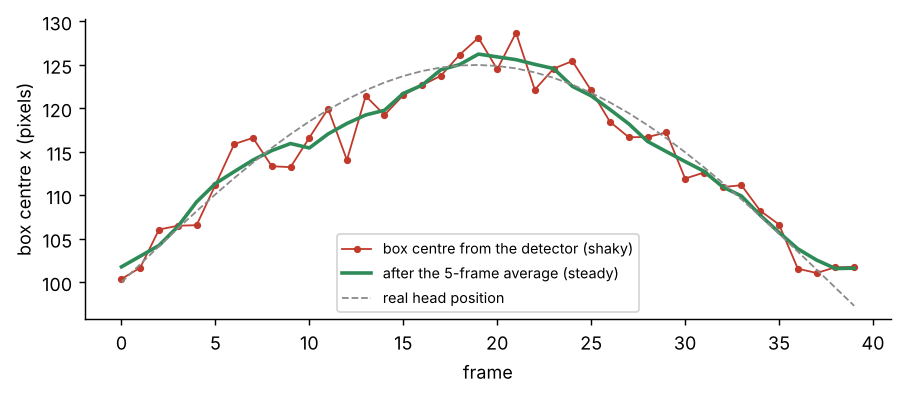 130
125
120
115
110
105
100
box centre x (pixels)
box centre from the detector (shaky)
after the 5-frame average (steady)
real head position
0 5 10 15 20 25 30 35 40
frame